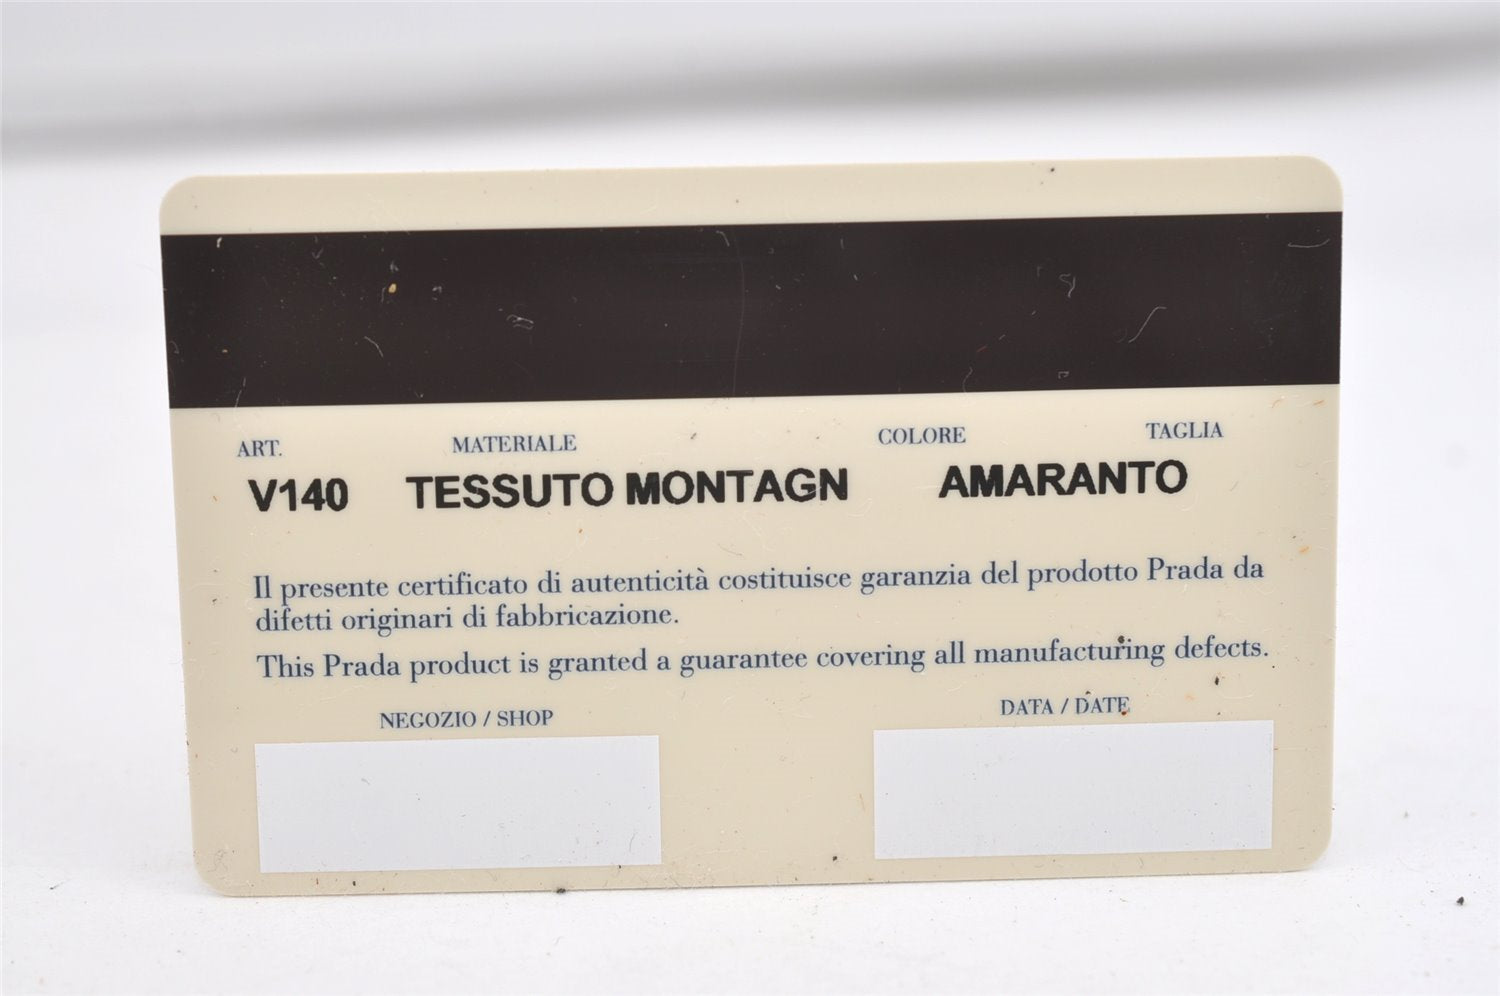 ART. MATERIALE COLORE TAGLIA
V140 TESSUTO MONTAGN AMARANTO
Il presente certificato di autenticità costituisce garanzia del prodotto Prada da
difetti originari di fabbricazione.
This Prada product is granted a guarantee covering all manufacturing defects.
NEGOZIO / SHOP DATA / DATE